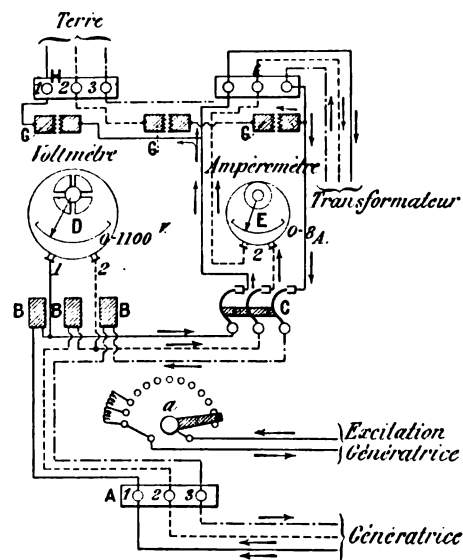 Terre
1 H 2 3
G G G
Voltmètre Ampèremètre
Transformateur
D E
0-1100 V. 0-8 A.
1 2 2
B B B C
a
Excitation
Génératrice
A 1 2 3
Génératrice